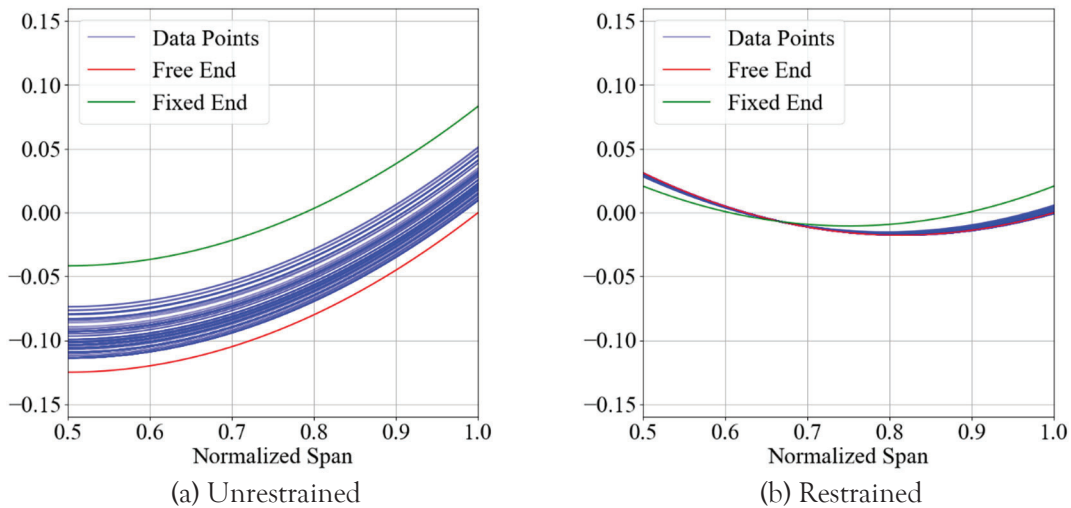 0.15
0.10
0.05
0.00
−0.05
−0.10
−0.15
Data Points
Free End
Fixed End
0.5 0.6 0.7 0.8 0.9 1.0
Normalized Span
(a) Unrestrained
0.15
0.10
0.05
0.00
−0.05
−0.10
−0.15
Data Points
Free End
Fixed End
0.5 0.6 0.7 0.8 0.9 1.0
Normalized Span
(b) Restrained